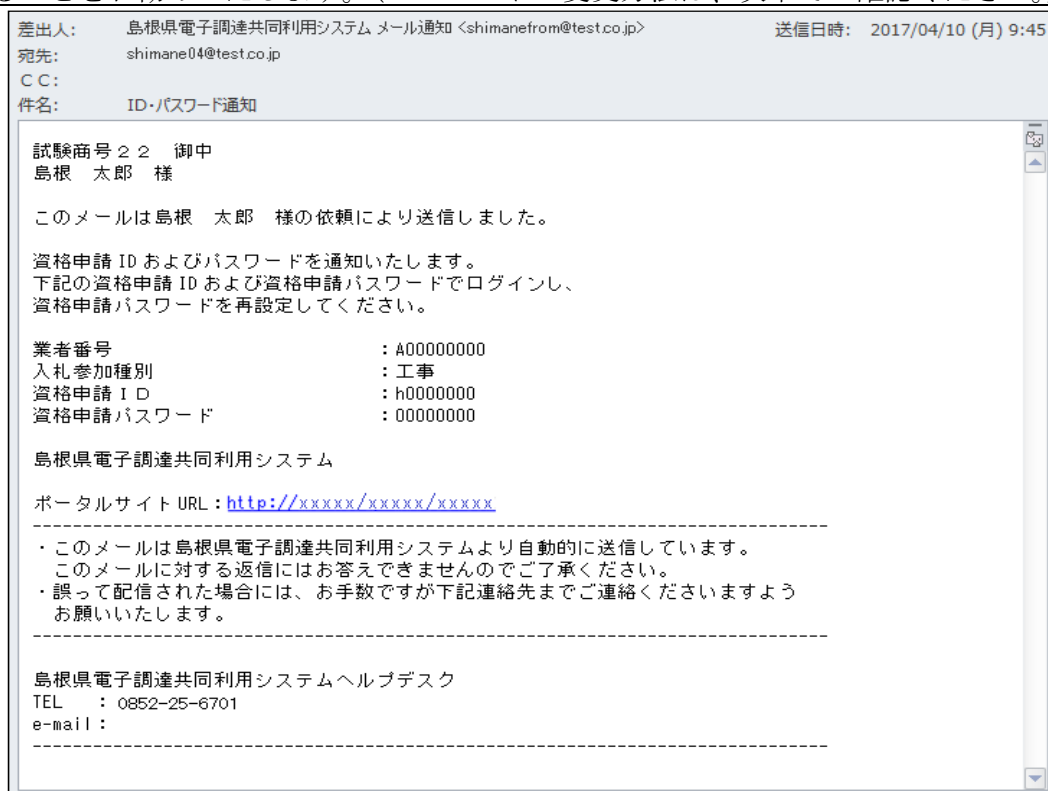 差出人: 島根県電子調達共同利用システム メール通知 <shimanefrom@test.co.jp> 送信日時: 2017/04/10 (月) 9:45
宛先: shimane04@test.co.jp
CC:
件名: ID・パスワード通知
試験商号22 御中
島根 太郎 様
このメールは島根 太郎 様の依頼により送信しました。
資格申請IDおよびパスワードを通知いたします。
下記の資格申請IDおよび資格申請パスワードでログインし、
資格申請パスワードを再設定してください。
業者番号 :A00000000
入札参加種別 :工事
資格申請ID :h0000000
資格申請パスワード :00000000
島根県電子調達共同利用システム
ポータルサイトURL:http://xxxxx/xxxxx/xxxxx
--------------------------------------------------------------------------------
・このメールは島根県電子調達共同利用システムより自動的に送信しています。
このメールに対する返信にはお答えできませんのでご了承ください。
・誤って配信された場合には、お手数ですが下記連絡先までご連絡くださいますよう
お願いいたします。
--------------------------------------------------------------------------------
島根県電子調達共同利用システムヘルプデスク
TEL :0852-25-6701
e-mail:
--------------------------------------------------------------------------------